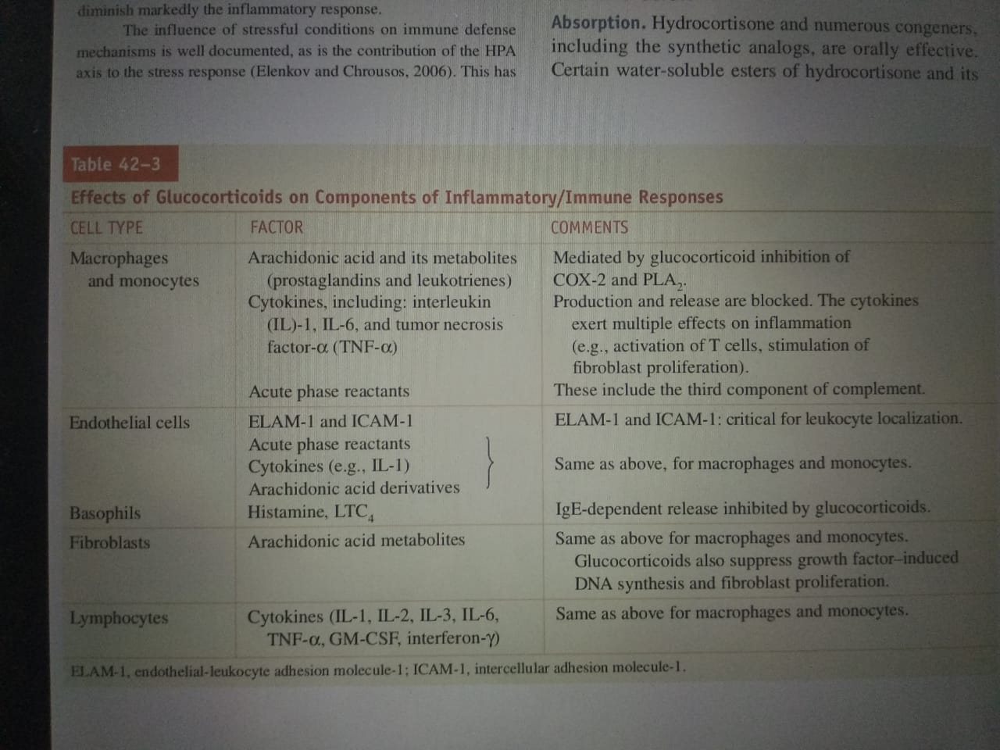 diminish markedly the inflammatory response.
The influence of stressful conditions on immune defense
mechanisms is well documented, as is the contribution of the HPA
axis to the stress response (Elenkov and Chrousos, 2006). This has
Absorption. Hydrocortisone and numerous congeners,
including the synthetic analogs, are orally effective.
Certain water-soluble esters of hydrocortisone and its
Table 42–3
Effects of Glucocorticoids on Components of Inflammatory/Immune Responses
CELL TYPE FACTOR COMMENTS
Macrophages Arachidonic acid and its metabolites Mediated by glucocorticoid inhibition of
and monocytes (prostaglandins and leukotrienes) COX-2 and PLA₂.
Cytokines, including: interleukin Production and release are blocked. The cytokines
(IL)-1, IL-6, and tumor necrosis exert multiple effects on inflammation
factor-α (TNF-α) (e.g., activation of T cells, stimulation of
fibroblast proliferation).
Acute phase reactants These include the third component of complement.
Endothelial cells ELAM-1 and ICAM-1 ELAM-1 and ICAM-1: critical for leukocyte localization.
Acute phase reactants
Cytokines (e.g., IL-1) Same as above, for macrophages and monocytes.
Arachidonic acid derivatives
Basophils Histamine, LTC₄ IgE-dependent release inhibited by glucocorticoids.
Fibroblasts Arachidonic acid metabolites Same as above for macrophages and monocytes.
Glucocorticoids also suppress growth factor–induced
DNA synthesis and fibroblast proliferation.
Lymphocytes Cytokines (IL-1, IL-2, IL-3, IL-6, Same as above for macrophages and monocytes.
TNF-α, GM-CSF, interferon-γ)
ELAM-1, endothelial-leukocyte adhesion molecule-1; ICAM-1, intercellular adhesion molecule-1.